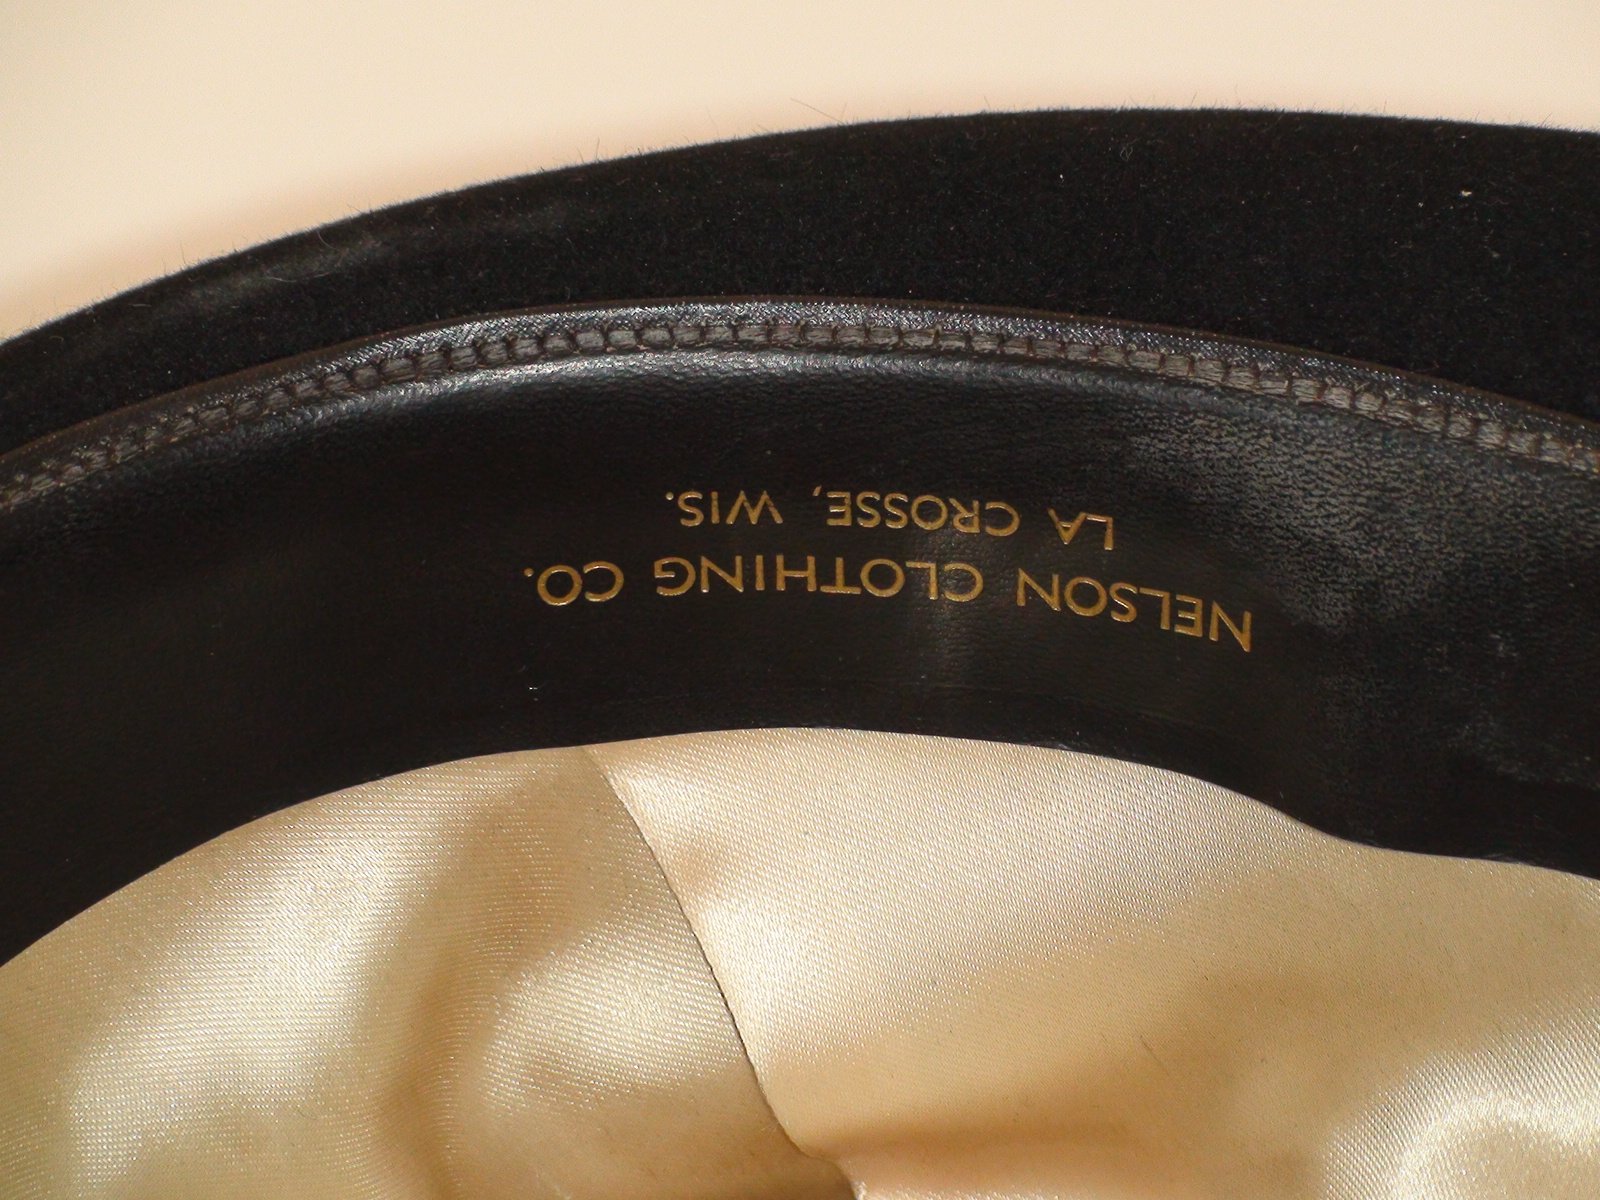 NELSON CLOTHING CO.
LA CROSSE, WIS.